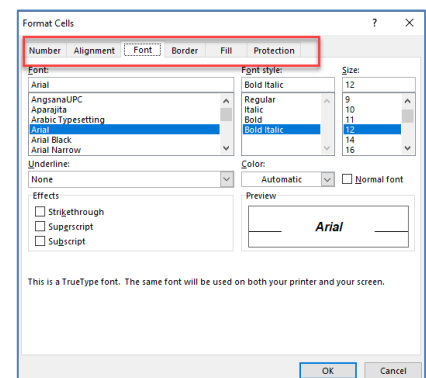 Format Cells ? ×
Number Alignment Font Border Fill Protection
Font: Font style: Size:
Arial Bold Italic 12
AngsanaUPC Regular 9
Aparajita Italic 10
Arabic Typesetting Bold 11
Arial Bold Italic 12
Arial Black 14
Arial Narrow 16
Underline: Color:
None Automatic Normal font
Effects Preview
Strikethrough
Superscript Arial
Subscript
This is a TrueType font. The same font will be used on both your printer and your screen.
OK Cancel